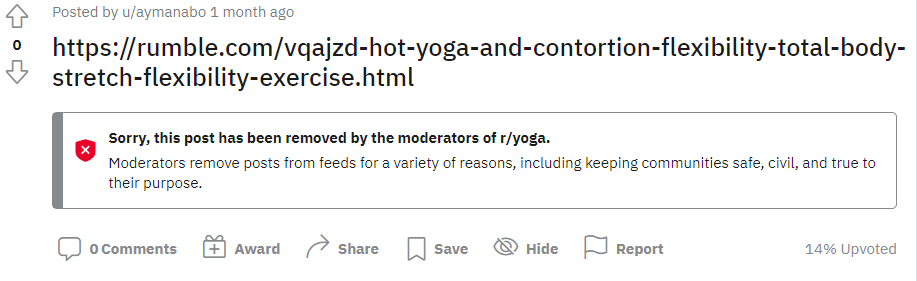 Posted by u/aymanabo 1 month ago
0
https://rumble.com/vqajzd-hot-yoga-and-contortion-flexibility-total-body-
stretch-flexibility-exercise.html
Sorry, this post has been removed by the moderators of r/yoga.
Moderators remove posts from feeds for a variety of reasons, including keeping communities safe, civil, and true to
their purpose.
0 Comments Award Share Save Hide Report 14% Upvoted